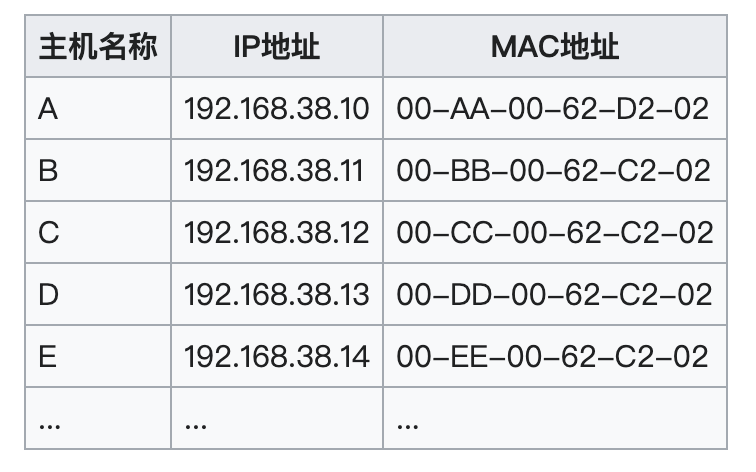 主机名称 IP地址 MAC地址
A 192.168.38.10 00-AA-00-62-D2-02
B 192.168.38.11 00-BB-00-62-C2-02
C 192.168.38.12 00-CC-00-62-C2-02
D 192.168.38.13 00-DD-00-62-C2-02
E 192.168.38.14 00-EE-00-62-C2-02
... ... ...